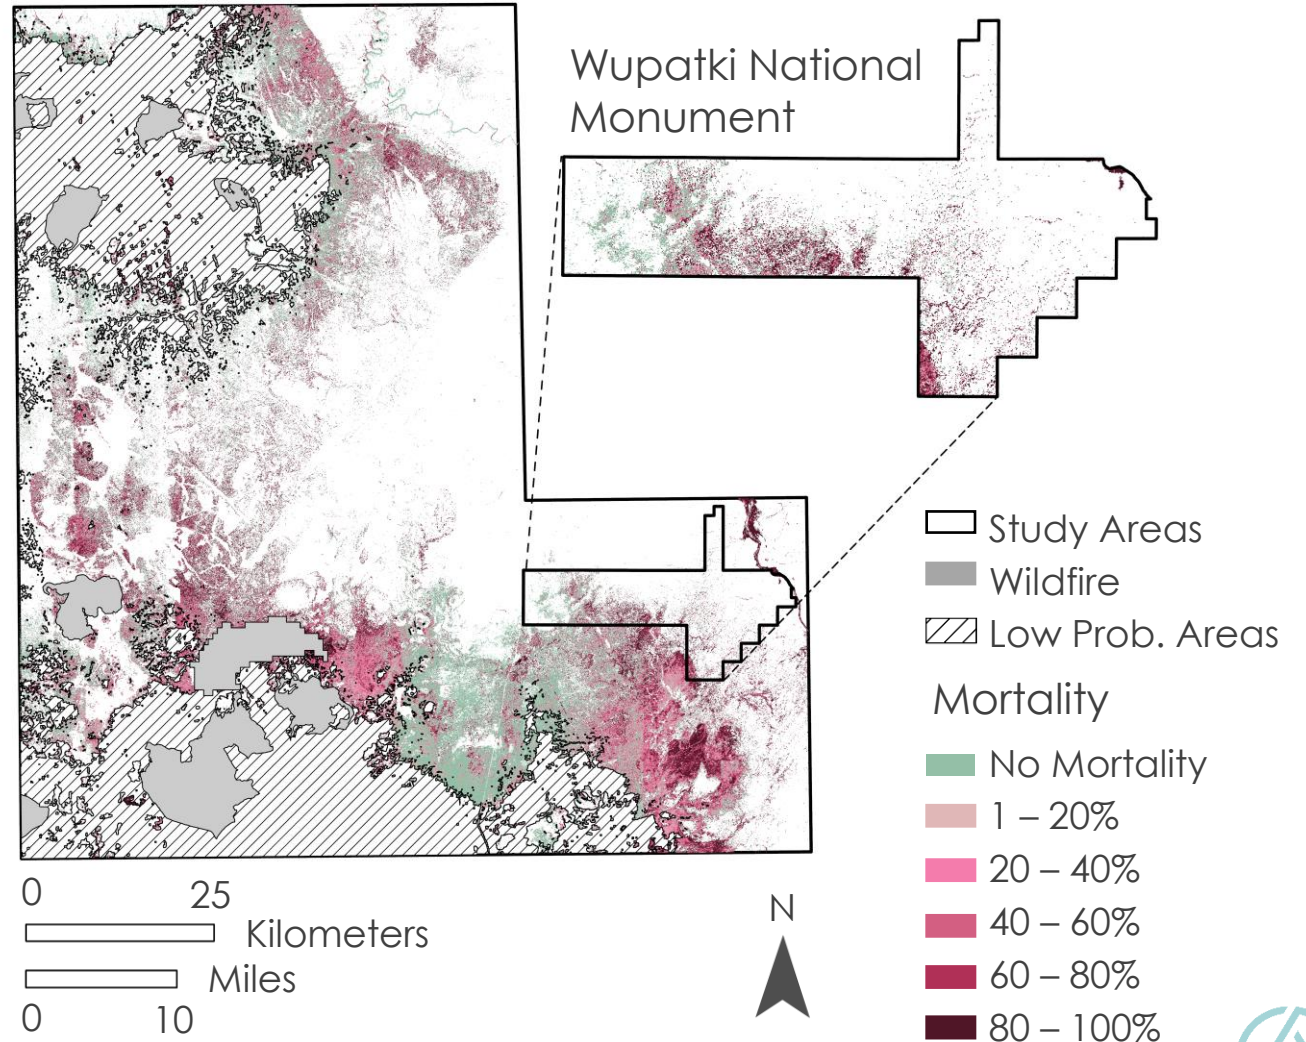 Wupatki National
Monument
Study Areas
Wildfire
Low Prob. Areas
Mortality
No Mortality
1 – 20%
20 – 40%
40 – 60%
60 – 80%
80 – 100%
0 25
Kilometers
Miles
0 10
N